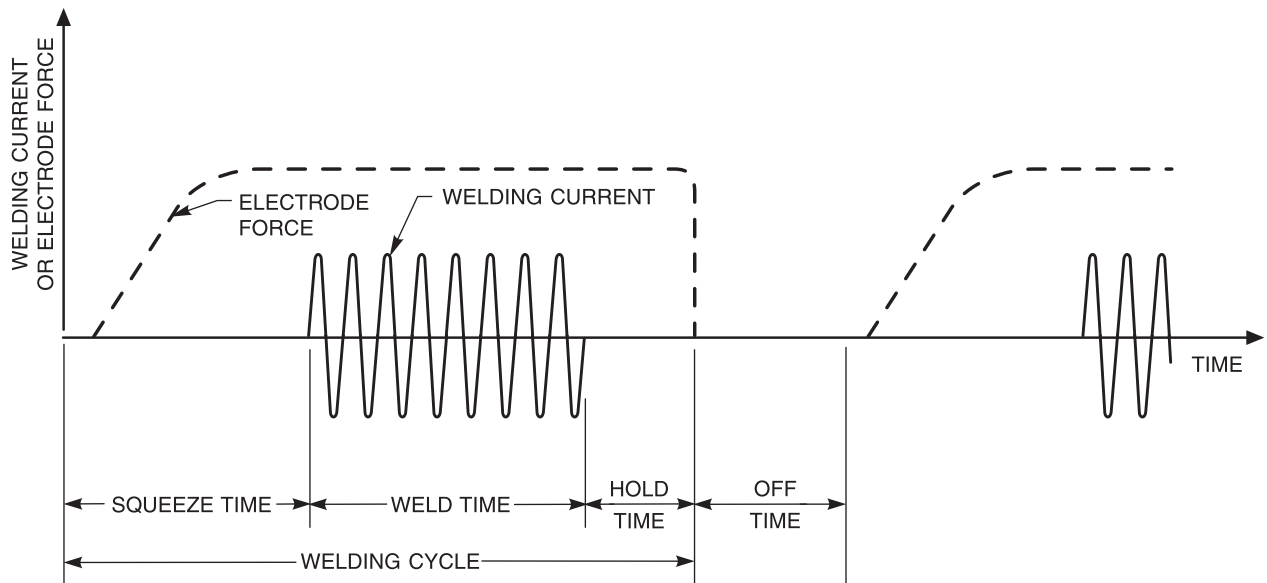 WELDING CURRENT
OR ELECTRODE FORCE
ELECTRODE
FORCE
WELDING CURRENT
TIME
SQUEEZE TIME
WELD TIME
HOLD
TIME
OFF
TIME
WELDING CYCLE